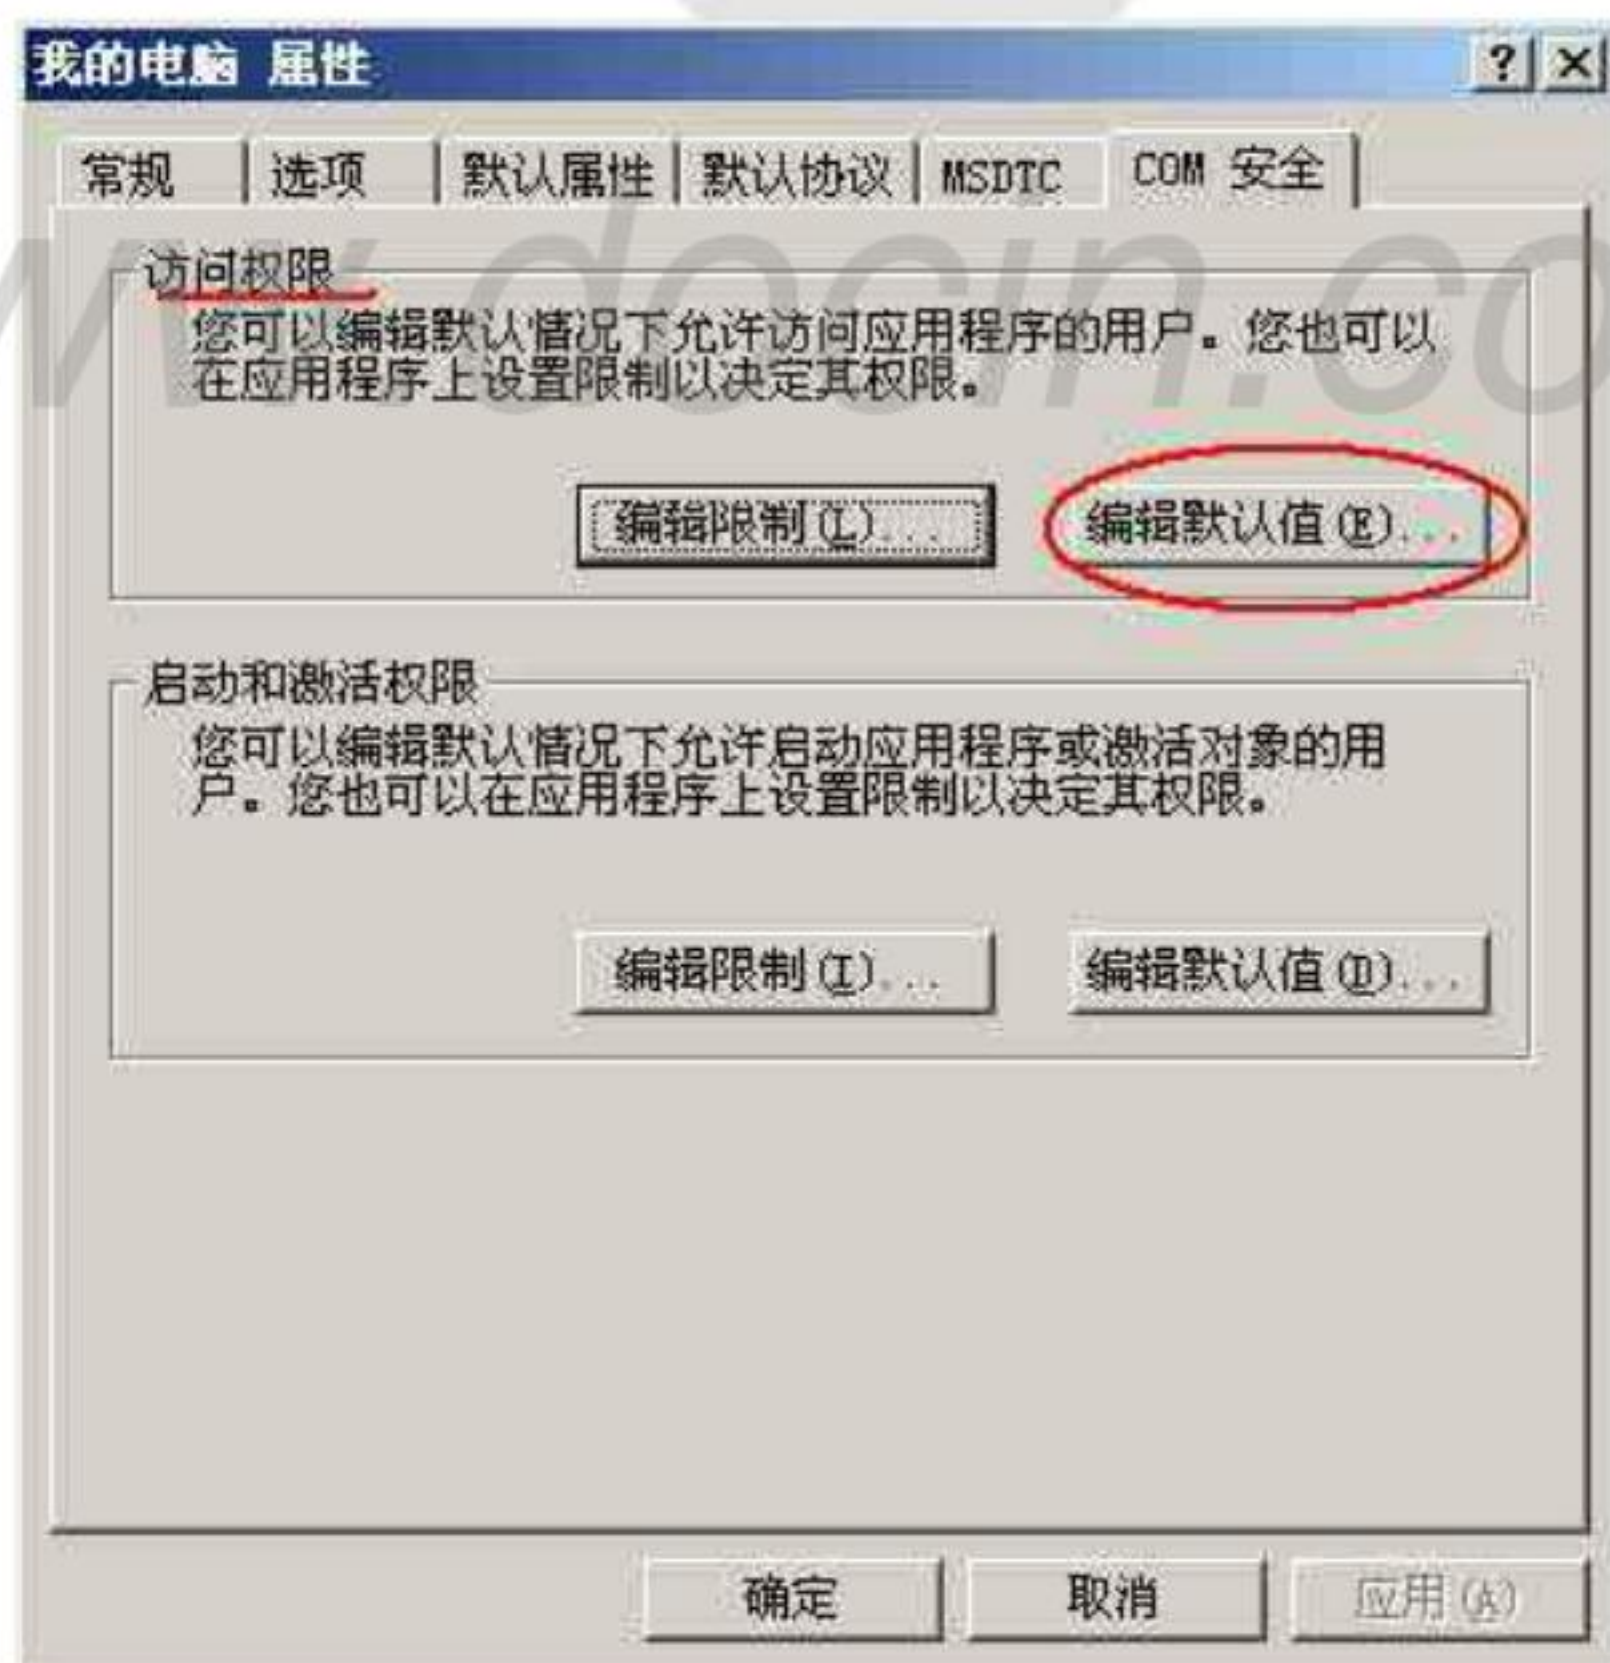 我的电脑 属性
常规 选项 默认属性 默认协议 MSDTC COM 安全
访问权限
您可以编辑默认情况下允许访问应用程序的用户。您也可以
在应用程序上设置限制以决定其权限。
编辑限制(L)... 编辑默认值(E)...
启动和激活权限
您可以编辑默认情况下允许启动应用程序或激活对象的用
户。您也可以在应用程序上设置限制以决定其权限。
编辑限制(I)... 编辑默认值(D)...
确定 取消 应用(A)
www.docin.co